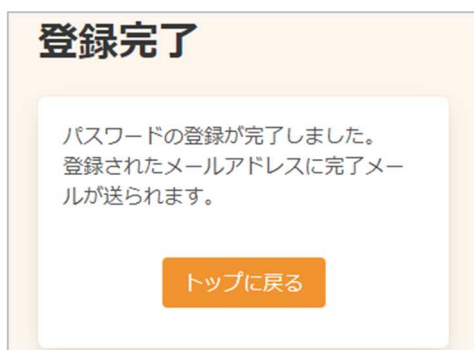 登録完了
パスワードの登録が完了しました。
登録されたメールアドレスに完了メー
ルが送られます。
トップに戻る